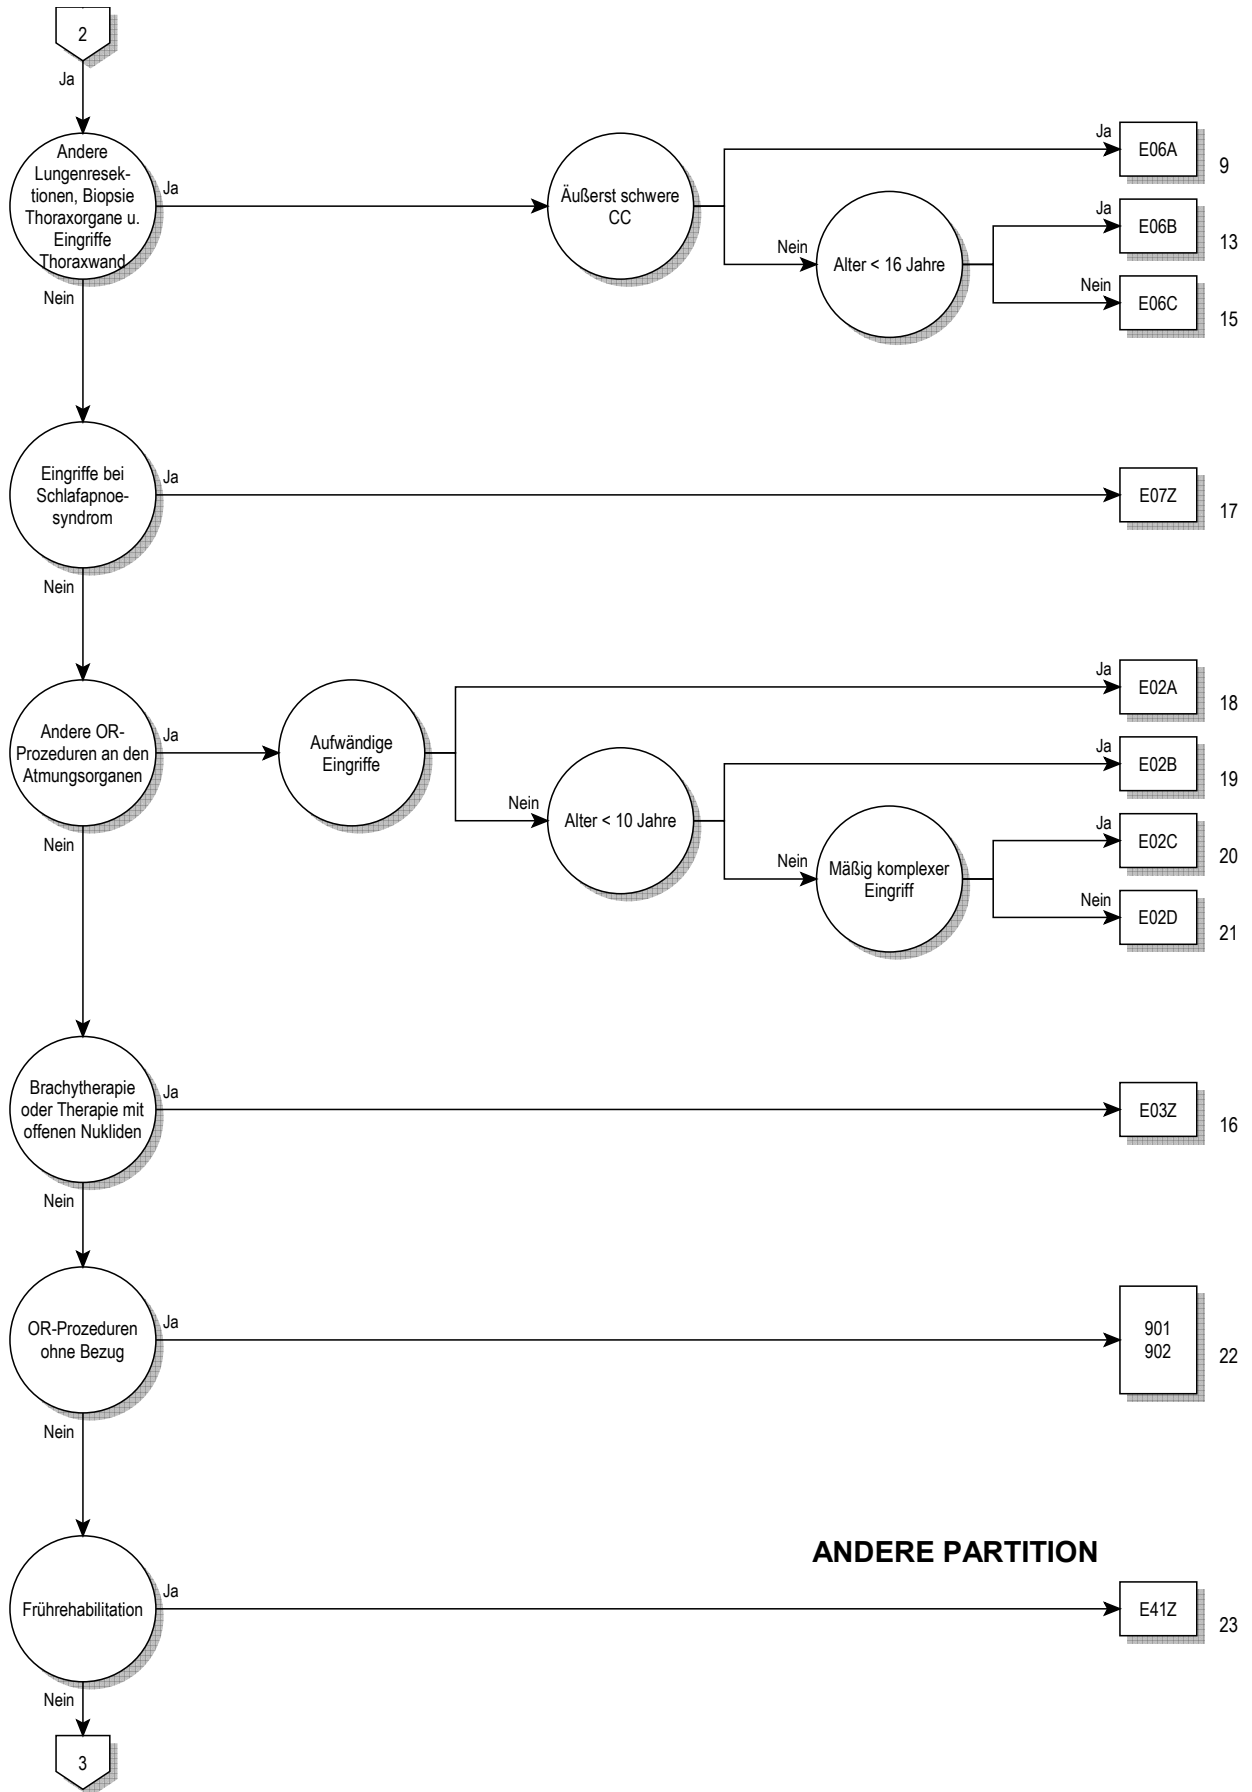 2
Ja
Andere
Lungenresek-
tionen, Biopsie
Thoraxorgane u.
Eingriffe
Thoraxwand
Ja
Äußerst schwere
CC
Ja
E06A
9
Nein
Alter < 16 Jahre
Ja
E06B
13
Nein
E06C
15
Nein
Eingriffe bei
Schlafapnoe-
syndrom
Ja
E07Z
17
Nein
Andere OR-
Prozeduren an den
Atmungsorganen
Ja
Aufwändige
Eingriffe
Ja
E02A
18
Nein
Alter < 10 Jahre
Ja
E02B
19
Nein
Mäßig komplexer
Eingriff
Ja
E02C
20
Nein
E02D
21
Nein
Brachytherapie
oder Therapie mit
offenen Nukliden
Ja
E03Z
16
Nein
OR-Prozeduren
ohne Bezug
Ja
901
902
22
Nein
ANDERE PARTITION
Frührehabilitation
Ja
E41Z
23
Nein
3